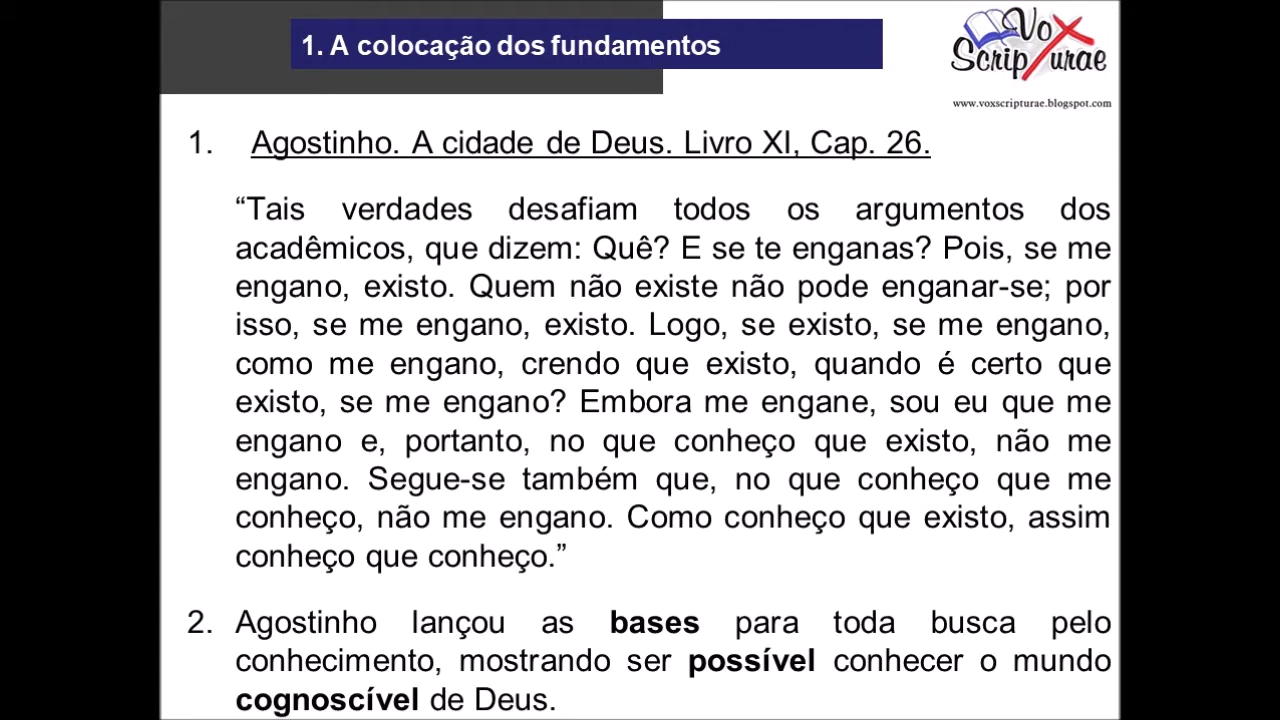 1. A colocação dos fundamentos
Vox
Scripturae
www.voxscripturae.blogspot.com
1. Agostinho. A cidade de Deus. Livro XI, Cap. 26.
“Tais verdades desafiam todos os argumentos dos
acadêmicos, que dizem: Quê? E se te enganas? Pois, se me
engano, existo. Quem não existe não pode enganar-se; por
isso, se me engano, existo. Logo, se existo, se me engano,
como me engano, crendo que existo, quando é certo que
existo, se me engano? Embora me engane, sou eu que me
engano e, portanto, no que conheço que existo, não me
engano. Segue-se também que, no que conheço que me
conheço, não me engano. Como conheço que existo, assim
conheço que conheço.”
2. Agostinho lançou as bases para toda busca pelo
conhecimento, mostrando ser possível conhecer o mundo
cognoscível de Deus.